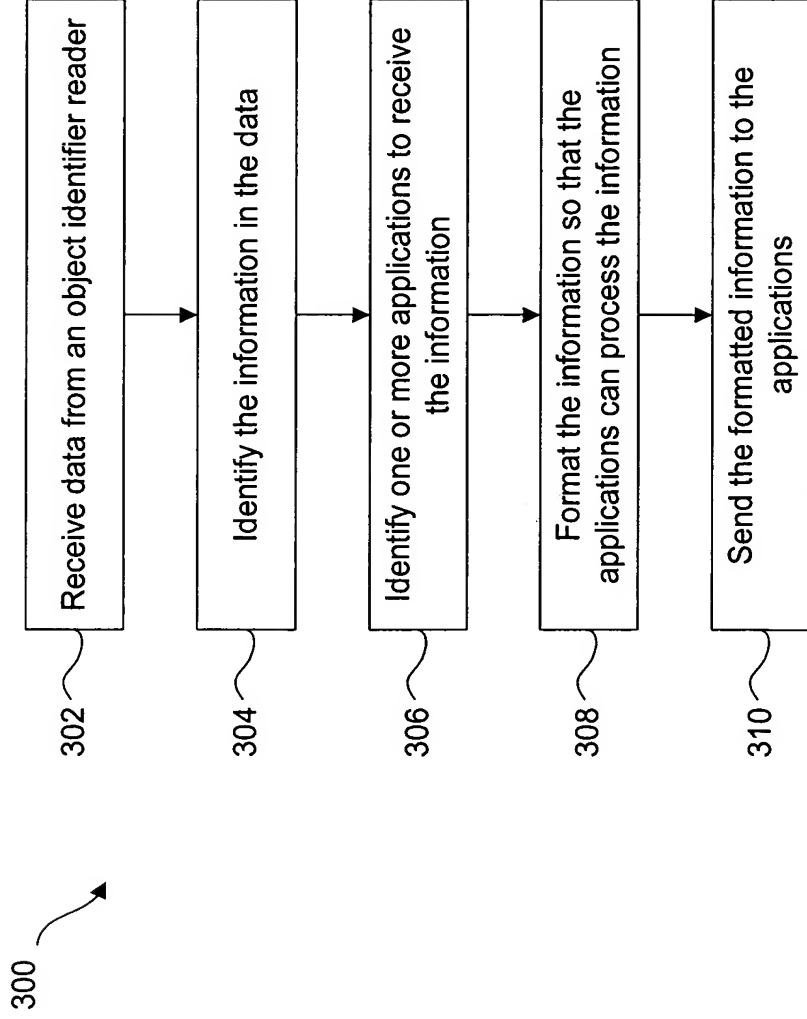 300
302
Receive data from an object identifier reader
304
Identify the information in the data
306
Identify one or more applications to receive
the information
308
Format the information so that the
applications can process the information
310
Send the formatted information to the
applications